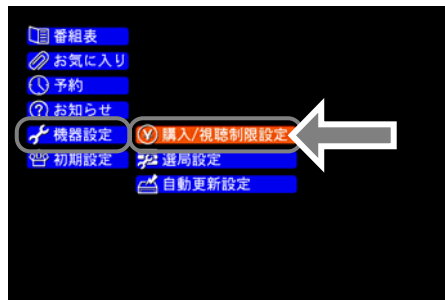 番組表
お気に入り
予約
お知らせ
機器設定
購入/視聴制限設定
初期設定
選局設定
自動更新設定